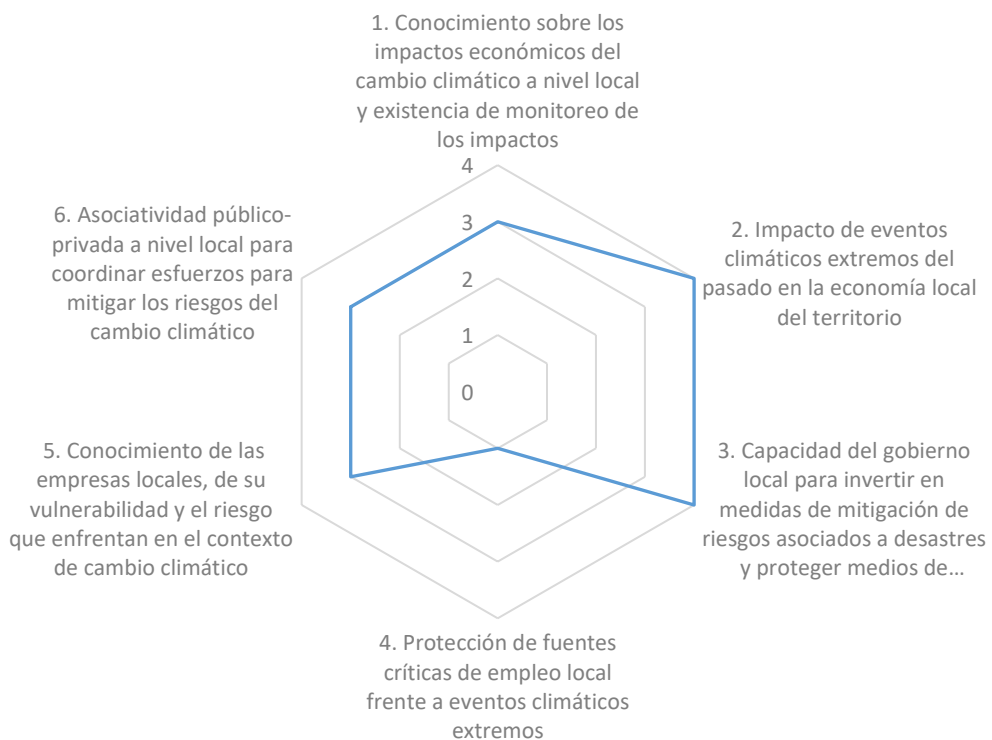 1. Conocimiento sobre los
impactos económicos del
cambio climático a nivel local
y existencia de monitoreo de
los impactos
4
3
2
1
0
2. Impacto de eventos
climáticos extremos del
pasado en la economía local
del territorio
3. Capacidad del gobierno
local para invertir en
medidas de mitigación de
riesgos asociados a desastres
y proteger medios de…
4. Protección de fuentes
críticas de empleo local
frente a eventos climáticos
extremos
5. Conocimiento de las
empresas locales, de su
vulnerabilidad y el riesgo
que enfrentan en el contexto
de cambio climático
6. Asociatividad público-
privada a nivel local para
coordinar esfuerzos para
mitigar los riesgos del
cambio climático